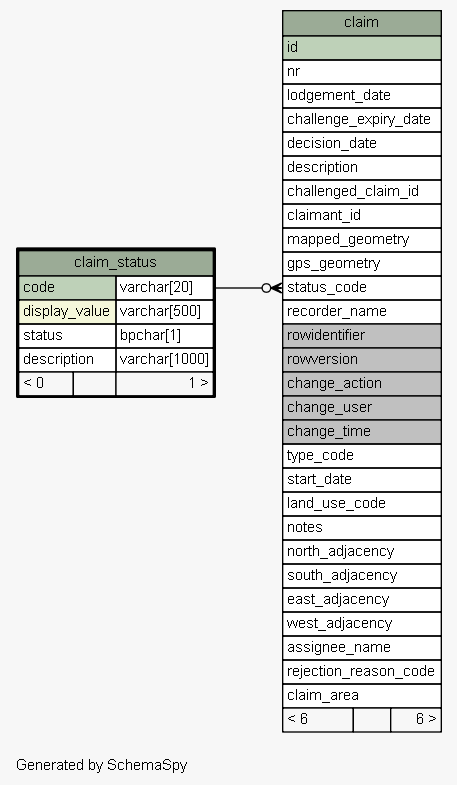 claim
id
nr
lodgement_date
challenge_expiry_date
decision_date
description
challenged_claim_id
claimant_id
mapped_geometry
gps_geometry
status_code
recorder_name
rowidentifier
rowversion
change_action
change_user
change_time
type_code
start_date
land_use_code
notes
north_adjacency
south_adjacency
east_adjacency
west_adjacency
assignee_name
rejection_reason_code
claim_area
< 6 6 >
claim_status
code varchar[20]
display_value varchar[500]
status bpchar[1]
description varchar[1000]
< 0 1 >
Generated by SchemaSpy